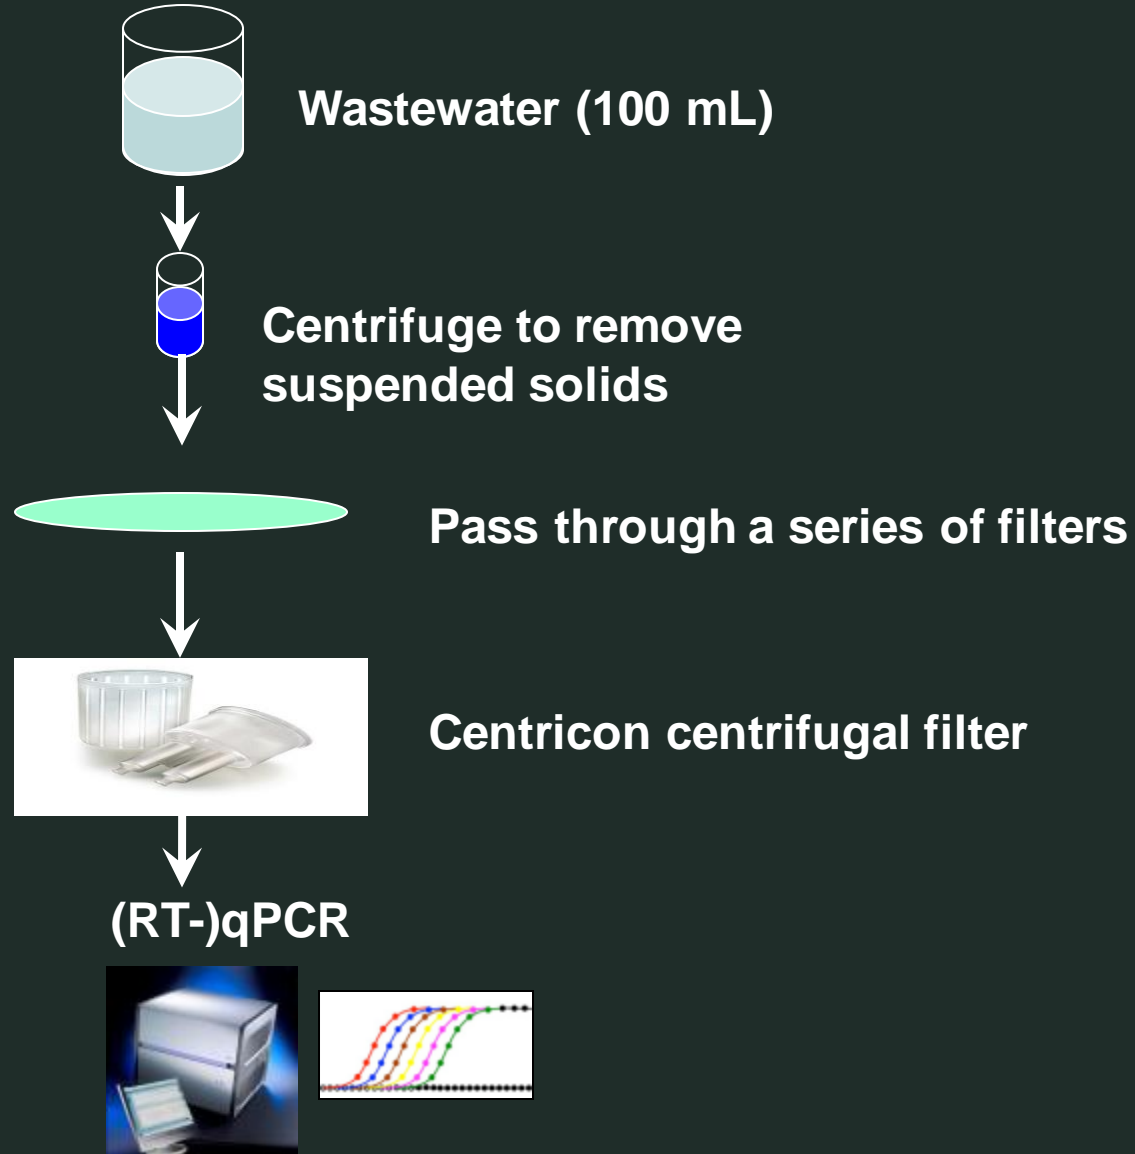 Wastewater (100 mL)
Centrifuge to remove
suspended solids
Pass through a series of filters
Centricon centrifugal filter
(RT-)qPCR